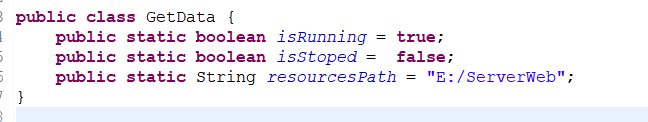 public class GetData {
    public static boolean isRunning = true;
    public static boolean isStoped =  false;
    public static String resourcesPath = "E:/ServerWeb";
}